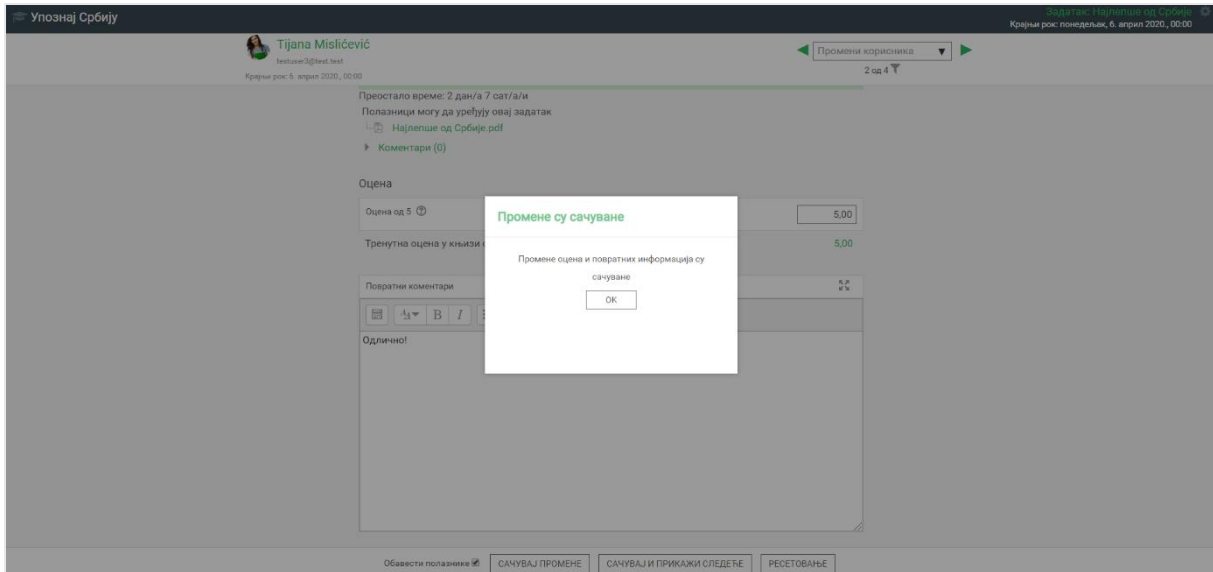 Упознај Србију
Задатак: Најлепше од Србије
Крајњи рок: понедељак, 6. април 2020., 00:00
Tijana Mislićević
testuser3@test.test
Крајњи рок: 6. април 2020., 00:00
Промени корисника
2 од 4
Преостало време: 2 дан/а 7 сат/а/и
Полазници могу да уређују овај задатак
Најлепше од Србије.pdf
Коментари (0)
Оцена
Оцена од 5
5,00
Тренутна оцена у књизи
5,00
Промене су сачуване
Промене оцена и повратних информација су
сачуване
OK
Повратни коментари
B I
Одлично!
Обавести полазнике
САЧУВАЈ ПРОМЕНЕ
САЧУВАЈ И ПРИКАЖИ СЛЕДЕЋЕ
РЕСЕТОВАЊЕ